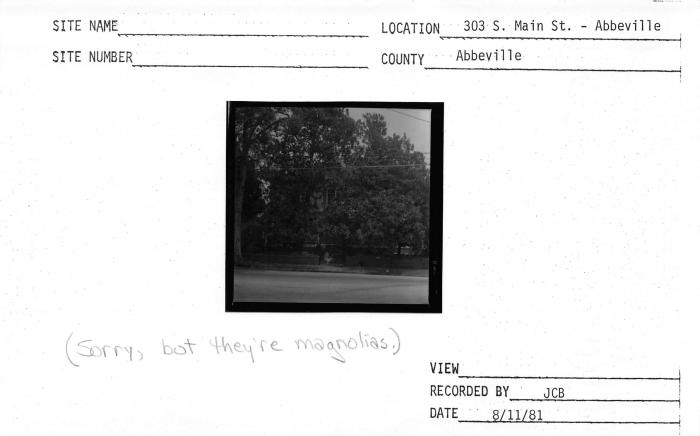 SITE NAME LOCATION 303 S. Main St. - Abbeville
SITE NUMBER COUNTY Abbeville
(Sorry, but they're magnolias.)
VIEW
RECORDED BY JCB
DATE 8/11/81